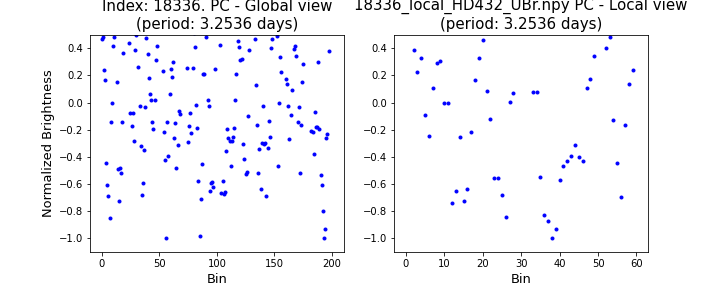 Index: 18336. PC - Global view
(period: 3.2536 days)
18336_local_HD432_UBr.npy PC - Local view
(period: 3.2536 days)
Normalized Brightness
0.4
0.2
0.0
−0.2
−0.4
−0.6
−0.8
−1.0
0 50 100 150 200
Bin
0.4
0.2
0.0
−0.2
−0.4
−0.6
−0.8
−1.0
0 10 20 30 40 50 60
Bin